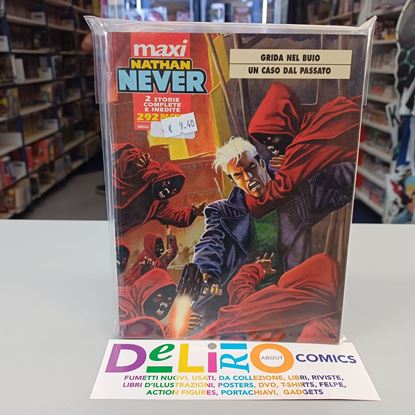 maxi
NATHAN
NEVER
2 STORIE
COMPLETE
E INEDITE
292
€ 9.40
GRIDA NEL BUIO
UN CASO DAL PASSATO
DeLiRiO ABOUT COMICS
FUMETTI NUOVI, USATI, DA COLLEZIONE, LIBRI, RIVISTE,
LIBRI D'ILLUSTRAZIONI, POSTERS, DVD, T-SHIRTS, FELPE,
ACTION FIGURES, PORTACHIAVI, GADGETS